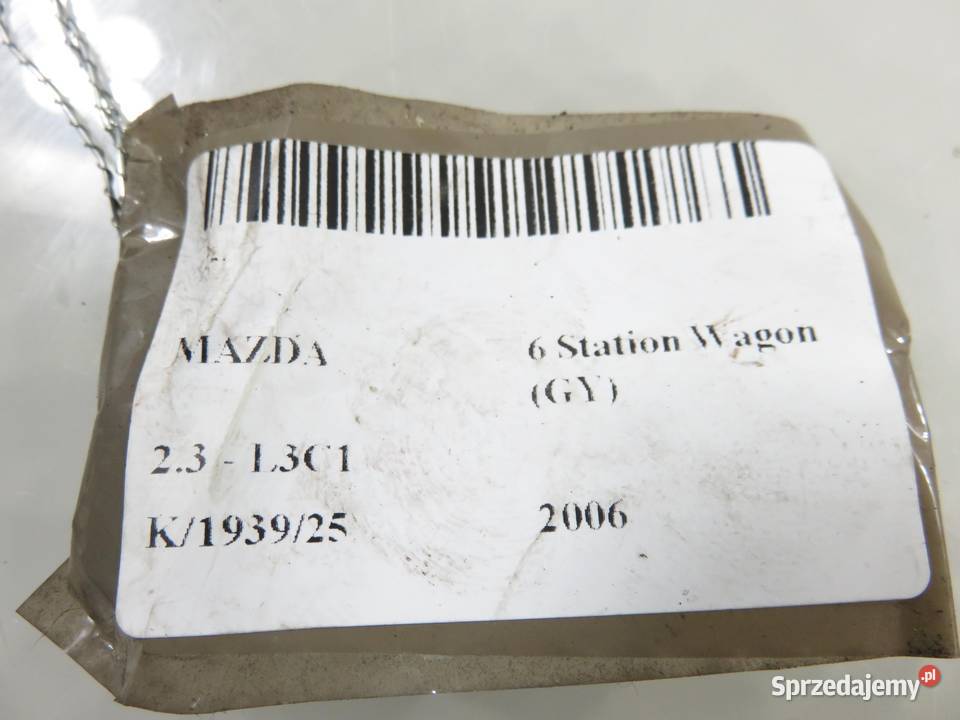 MAZDA
6 Station Wagon
(GY)
2.3 - L3C1
K/1939/25
2006
Sprzedajemy.pl